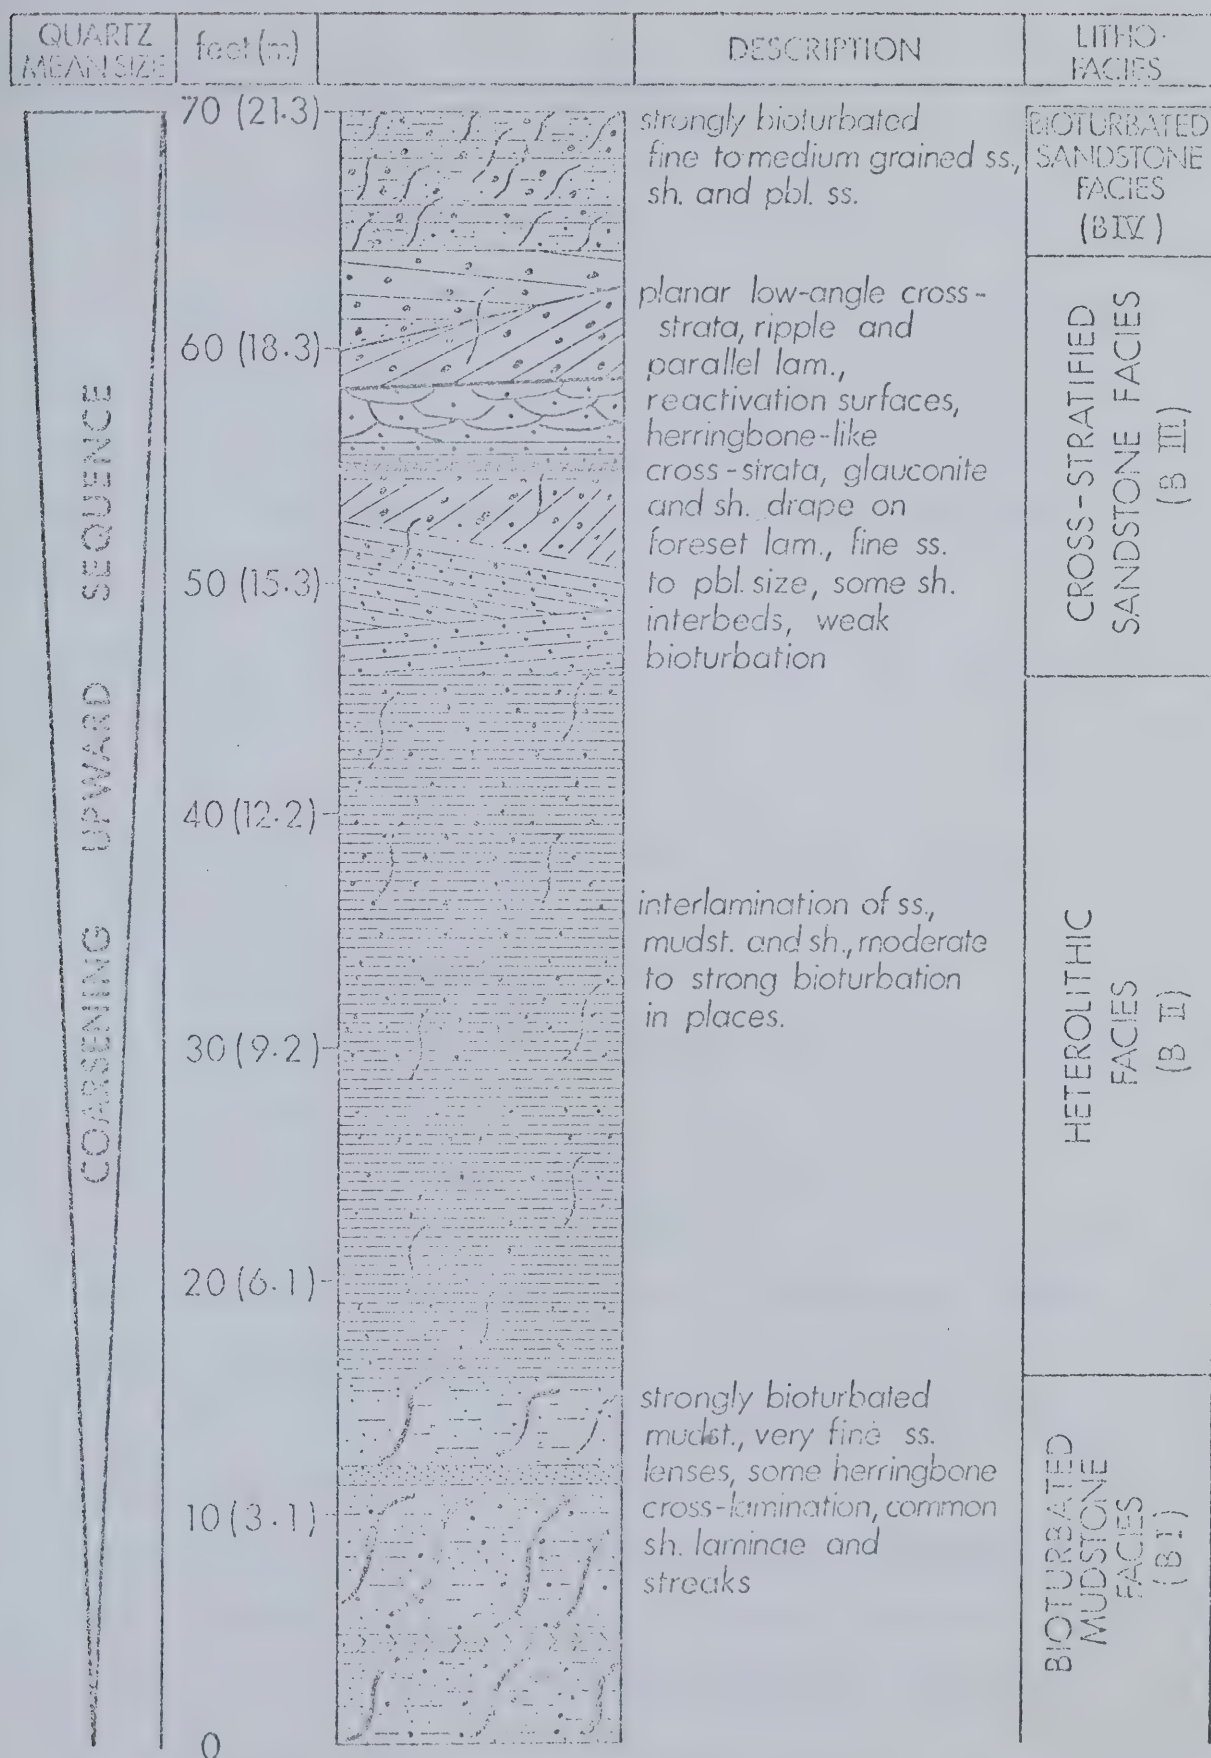 QUARTZ
MEAN SIZE
feet (m)
DESCRIPTION
LITHO-
FACIES
COARSENING UPWARD SEQUENCE
70 (21.3)
60 (18.3)
50 (15.3)
40 (12.2)
30 (9.2)
20 (6.1)
10 (3.1)
0
strongly bioturbated
fine to medium grained ss.,
sh. and pbl. ss.
planar low-angle cross-
strata, ripple and
parallel lam.,
reactivation surfaces,
herringbone-like
cross-strata, glauconite
and sh. drape on
foreset lam., fine ss.
to pbl. size, some sh.
interbeds, weak
bioturbation
interlamination of ss.,
mudst. and sh., moderate
to strong bioturbation
in places.
strongly bioturbated
mudst., very fine ss.
lenses, some herringbone
cross-lamination, common
sh. laminae and
streaks
BIOTURBATED
SANDSTONE
FACIES
(B IV)
CROSS-STRATIFIED
SANDSTONE FACIES
(B III)
HETEROLITHIC
FACIES
(B II)
BIOTURBATED
MUDSTONE
FACIES
(B I)